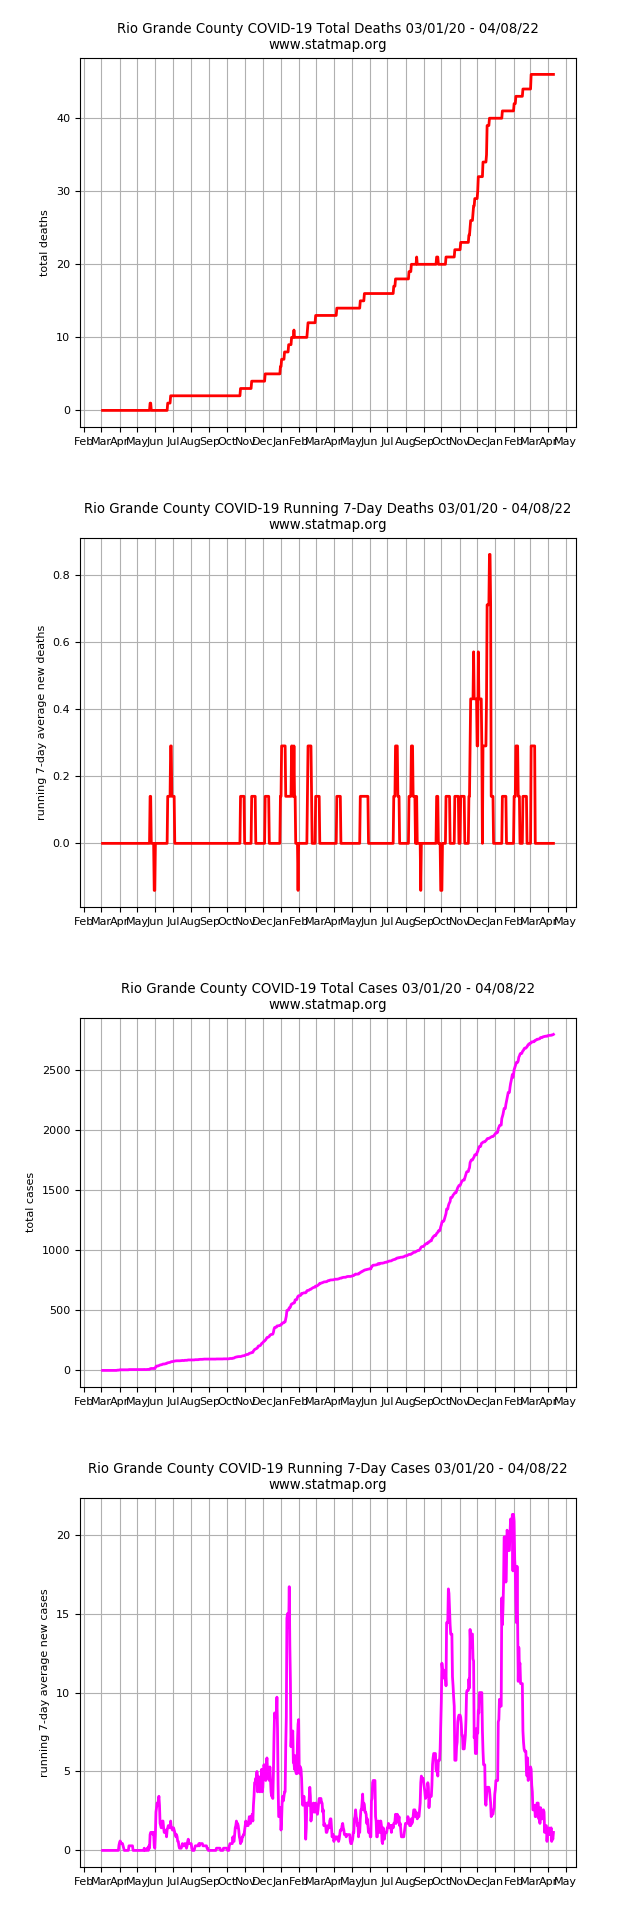 Rio Grande County COVID-19 Total Deaths 03/01/20 - 04/08/22
www.statmap.org
total deaths
40
30
20
10
0
Feb Mar Apr May Jun Jul Aug Sep Oct Nov Dec Jan Feb Mar Apr May Jun Jul Aug Sep Oct Nov Dec Jan Feb Mar Apr May
Rio Grande County COVID-19 Running 7-Day Deaths 03/01/20 - 04/08/22
www.statmap.org
running 7-day average new deaths
0.8
0.6
0.4
0.2
0.0
Feb Mar Apr May Jun Jul Aug Sep Oct Nov Dec Jan Feb Mar Apr May Jun Jul Aug Sep Oct Nov Dec Jan Feb Mar Apr May
Rio Grande County COVID-19 Total Cases 03/01/20 - 04/08/22
www.statmap.org
total cases
2500
2000
1500
1000
500
0
Feb Mar Apr May Jun Jul Aug Sep Oct Nov Dec Jan Feb Mar Apr May Jun Jul Aug Sep Oct Nov Dec Jan Feb Mar Apr May
Rio Grande County COVID-19 Running 7-Day Cases 03/01/20 - 04/08/22
www.statmap.org
running 7-day average new cases
20
15
10
5
0
Feb Mar Apr May Jun Jul Aug Sep Oct Nov Dec Jan Feb Mar Apr May Jun Jul Aug Sep Oct Nov Dec Jan Feb Mar Apr May